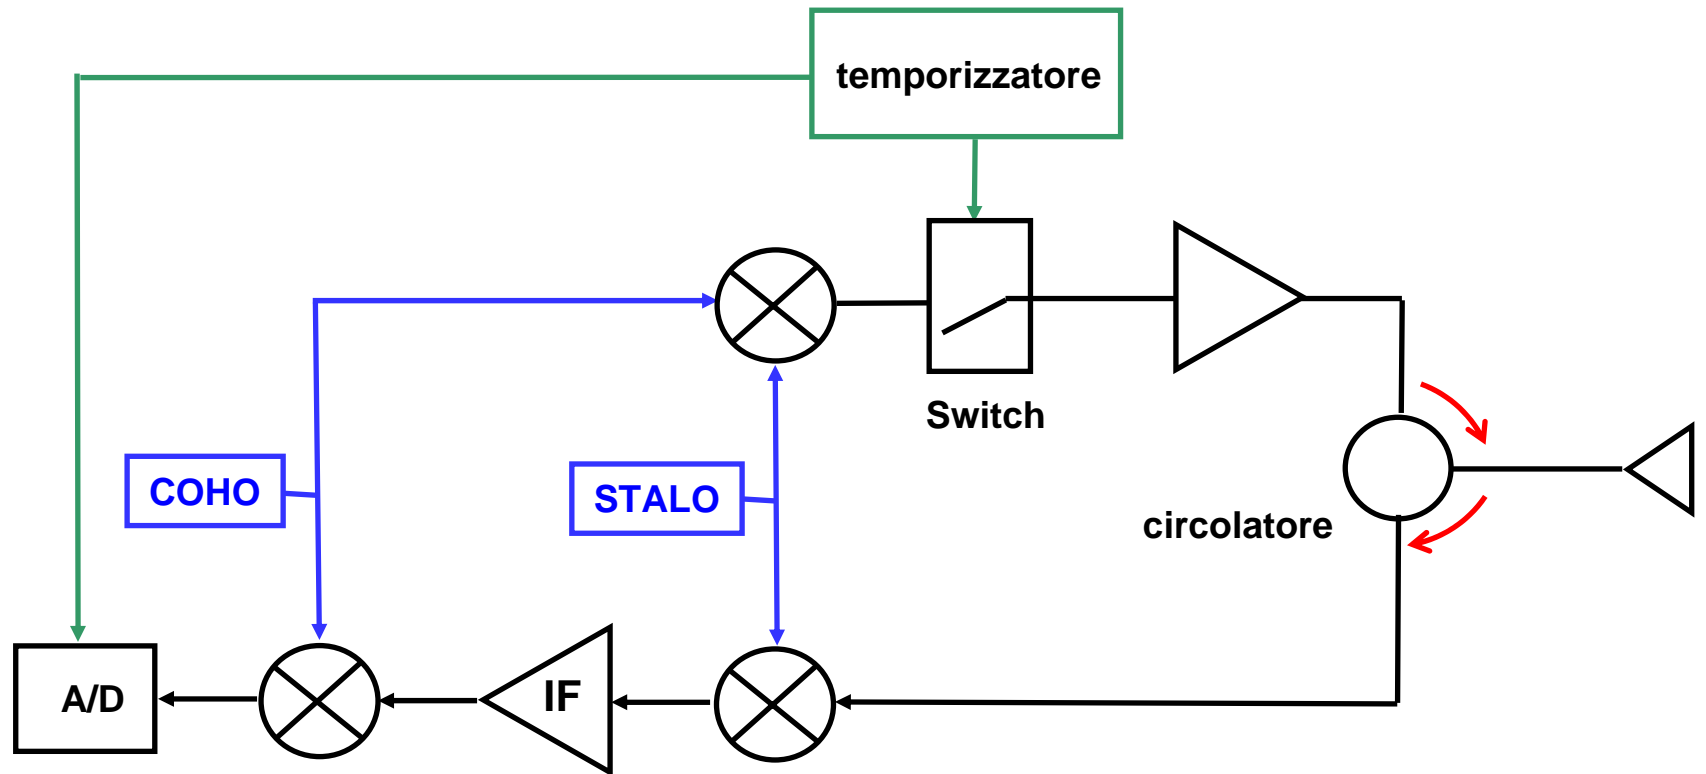 temporizzatore
Switch
COHO
STALO
circolatore
A/D
IF